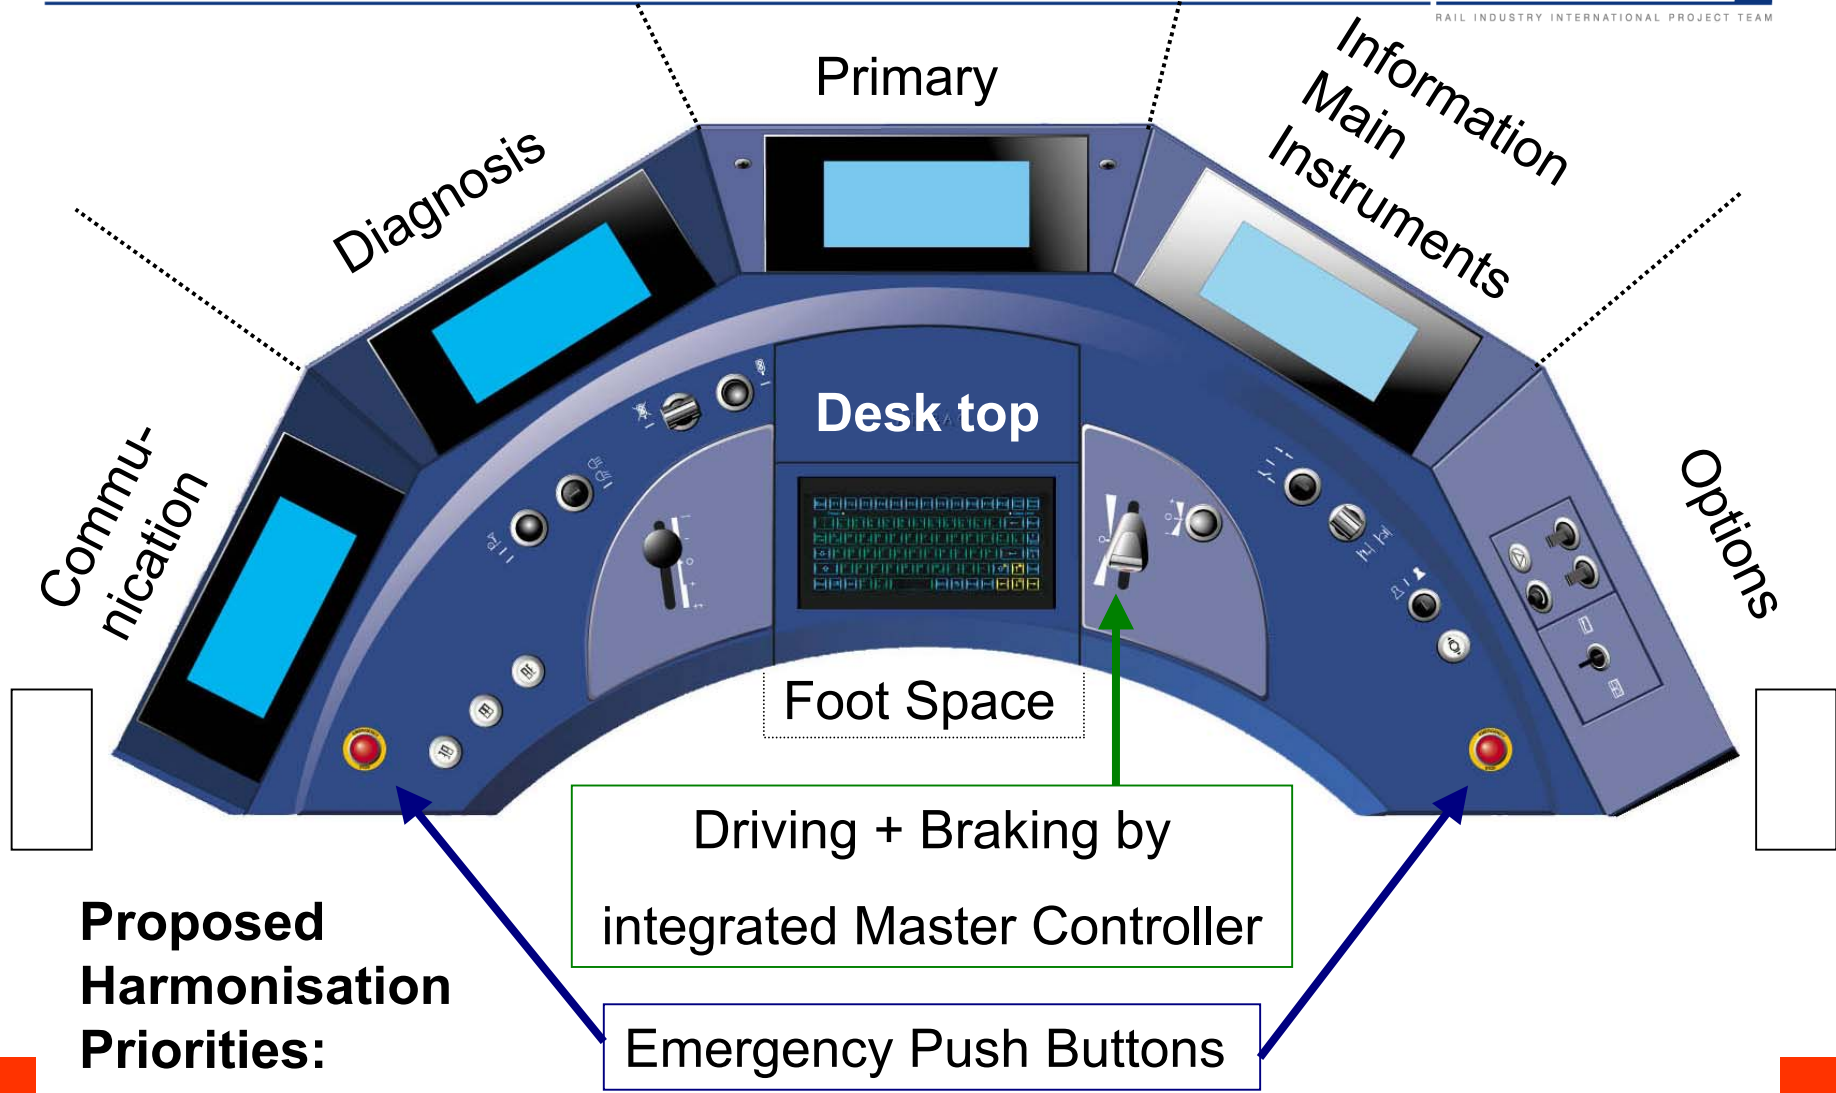 RAIL INDUSTRY INTERNATIONAL PROJECT TEAM
Primary
Information
Main
Instruments
Diagnosis
Commu-
nication
Options
Desk top
Foot Space
Driving + Braking by
integrated Master Controller
Proposed
Harmonisation
Priorities:
Emergency Push Buttons